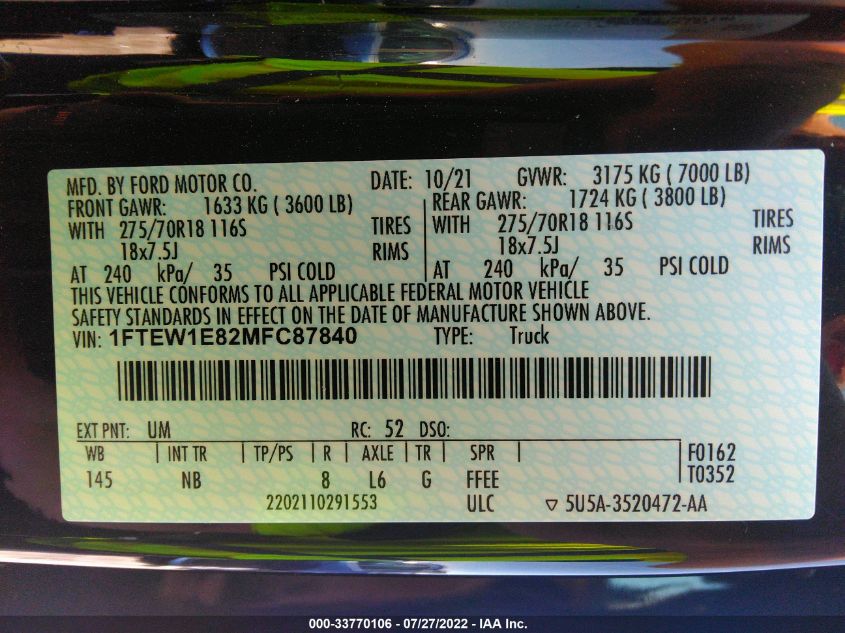 MFD. BY FORD MOTOR CO. DATE: 10/21 GVWR: 3175 KG ( 7000 LB)
FRONT GAWR: 1633 KG ( 3600 LB) REAR GAWR: 1724 KG ( 3800 LB)
WITH 275/70R18 116S TIRES WITH 275/70R18 116S TIRES
18x7.5J RIMS 18x7.5J RIMS
AT 240 kPa/ 35 PSI COLD AT 240 kPa/ 35 PSI COLD
THIS VEHICLE CONFORMS TO ALL APPLICABLE FEDERAL MOTOR VEHICLE
SAFETY STANDARDS IN EFFECT ON THE DATE OF MANUFACTURE SHOWN ABOVE.
VIN: 1FTEW1E82MFC87840 TYPE: Truck
EXT PNT: UM RC: 52 DSO:
WB INT TR TP/PS R AXLE TR SPR F0162
145 NB 8 L6 G FFEE T0352
2202110291553 ULC ▽ 5U5A-3520472-AA
000-33770106 - 07/27/2022 - IAA Inc.